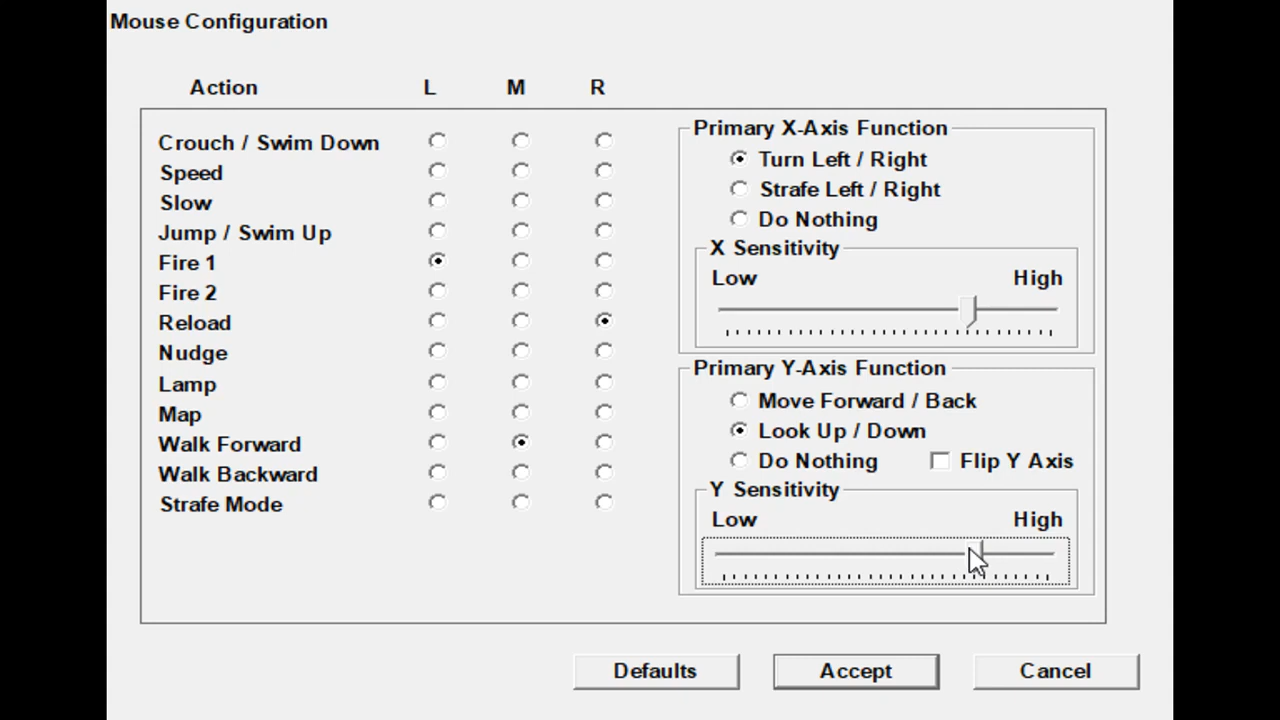 Mouse Configuration
Action L M R
Crouch / Swim Down
Speed
Slow
Jump / Swim Up
Fire 1
Fire 2
Reload
Nudge
Lamp
Map
Walk Forward
Walk Backward
Strafe Mode
Primary X-Axis Function
Turn Left / Right
Strafe Left / Right
Do Nothing
X Sensitivity
Low High
Primary Y-Axis Function
Move Forward / Back
Look Up / Down
Do Nothing Flip Y Axis
Y Sensitivity
Low High
Defaults Accept Cancel